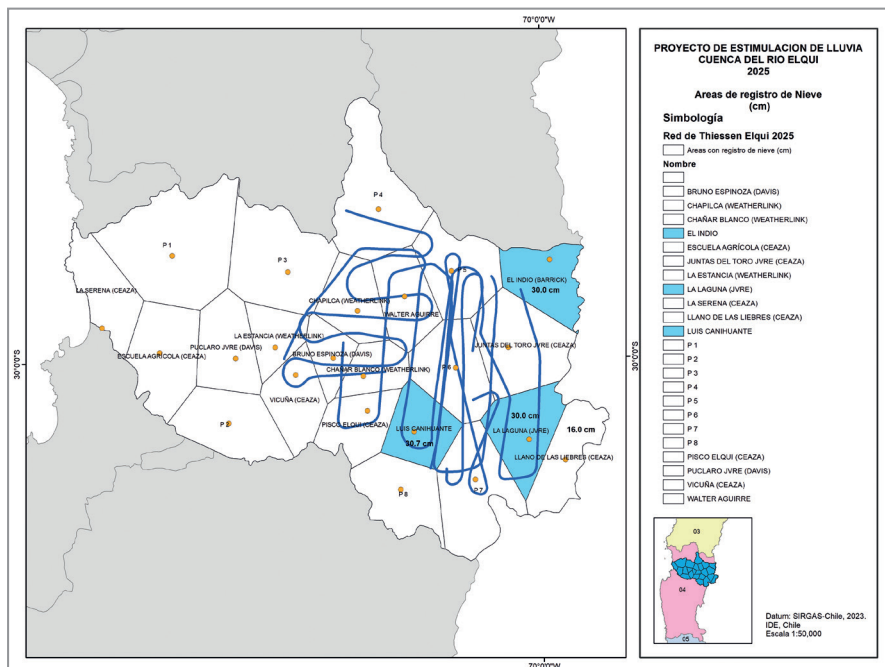 70°0'0"W
PROYECTO DE ESTIMULACION DE LLUVIA
CUENCA DEL RIO ELQUI
2025
Areas de registro de Nieve
(cm)
Simbología
Red de Thiessen Elqui 2025
Areas con registro de nieve (cm)
Nombre
BRUNO ESPINOZA (DAVIS)
CHAPILCA (WEATHERLINK)
CHAÑAR BLANCO (WEATHERLINK)
EL INDIO
ESCUELA AGRÍCOLA (CEAZA)
JUNTAS DEL TORO JVRE (CEAZA)
LA ESTANCIA (WEATHERLINK)
LA LAGUNA (JVRE)
LA SERENA (CEAZA)
LLANO DE LAS LIEBRES (CEAZA)
LUIS CANIHUANTE
P 1
P 2
P 3
P 4
P 5
P 6
P 7
P 8
PISCO ELQUI (CEAZA)
PUCLARO JVRE (DAVIS)
VICUÑA (CEAZA)
WALTER AGUIRRE
03
04
05
Datum: SIRGAS-Chile, 2023.
IDE, Chile
Escala 1:50,000
P 4
P 1
P 3
P 5
EL INDIO (BARRICK)
30.0 cm
LA SERENA (CEAZA)
CHAPILCA (WEATHERLINK)
WALTER AGUIRRE
LA ESTANCIA (WEATHERLINK)
PUCLARO JVRE (DAVIS)
JUNTAS DEL TORO JVRE (CEAZA)
ESCUELA AGRÍCOLA (CEAZA)
BRUNO ESPINOZA (DAVIS)
30°0'0"S
30°0'0"S
CHAÑAR BLANCO (WEATHERLINK)
P 6
VICUÑA (CEAZA)
P 2
PISCO ELQUI (CEAZA)
LUIS CANIHUANTE
30.7 cm
30.0 cm
LA LAGUNA (JVRE)
16.0 cm
LLANO DE LAS LIEBRES (CEAZA)
P 7
P 8
70°0'0"W